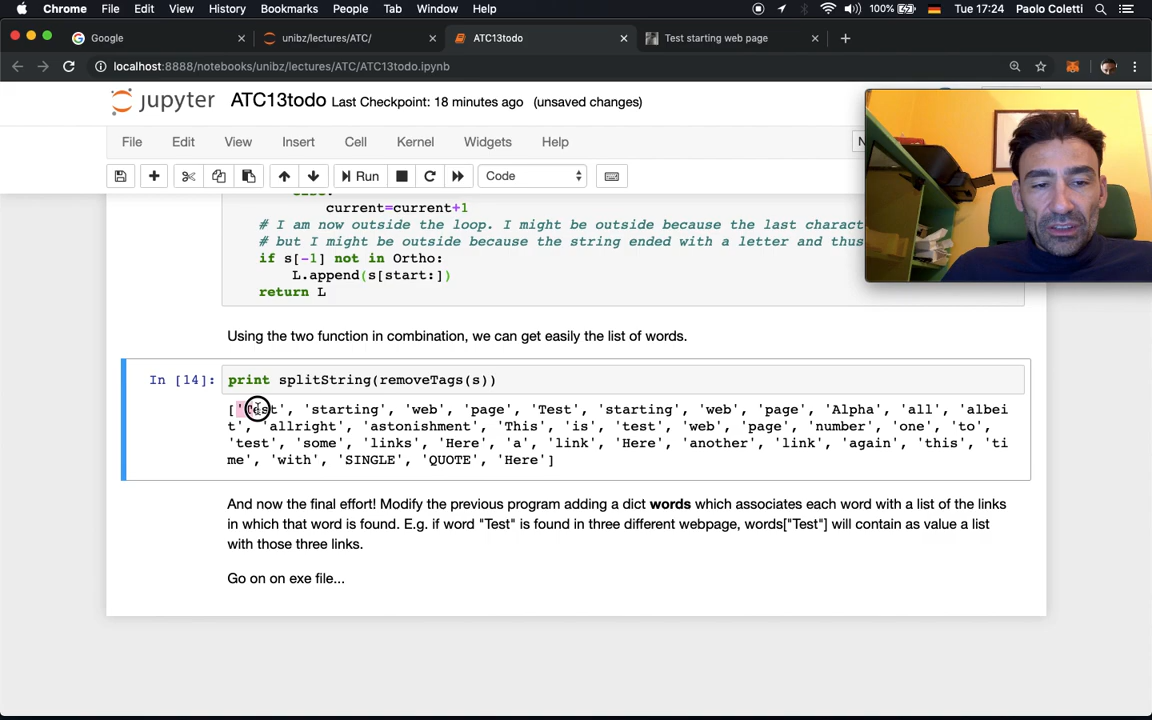 Chrome File Edit View History Bookmarks People Tab Window Help 100% Tue 17:24 Paolo Coletti
Google unibz/lectures/ATC/ ATC13todo Test starting web page
localhost:8888/notebooks/unibz/lectures/ATC/ATC13todo.ipynb
jupyter ATC13todo Last Checkpoint: 18 minutes ago (unsaved changes)
File Edit View Insert Cell Kernel Widgets Help
Run Code
current=current+1
# I am now outside the loop. I might be outside because the last charact
# but I might be outside because the string ended with a letter and thus
if s[-1] not in Ortho:
L.append(s[start:])
return L
Using the two function in combination, we can get easily the list of words.
In [14]: print splitString(removeTags(s))
['Test', 'starting', 'web', 'page', 'Test', 'starting', 'web', 'page', 'Alpha', 'all', 'albei
t', 'allright', 'astonishment', 'This', 'is', 'test', 'web', 'page', 'number', 'one', 'to',
'test', 'some', 'links', 'Here', 'a', 'link', 'Here', 'another', 'link', 'again', 'this', 'ti
me', 'with', 'SINGLE', 'QUOTE', 'Here']
And now the final effort! Modify the previous program adding a dict words which associates each word with a list of the links
in which that word is found. E.g. if word "Test" is found in three different webpage, words["Test"] will contain as value a list
with those three links.
Go on on exe file...